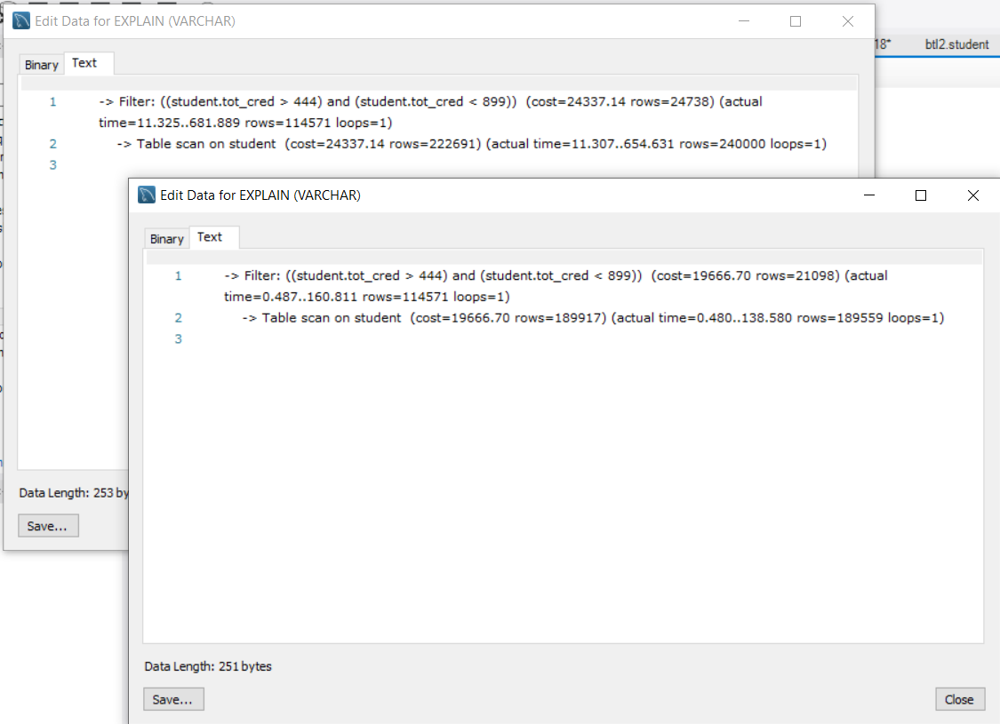 Edit Data for EXPLAIN (VARCHAR)
18*
btl2.student
Binary
Text
1 -> Filter: ((student.tot_cred > 444) and (student.tot_cred < 899))  (cost=24337.14 rows=24738) (actual
time=11.325..681.889 rows=114571 loops=1)
2 -> Table scan on student  (cost=24337.14 rows=222691) (actual time=11.307..654.631 rows=240000 loops=1)
3
Data Length: 253 by
Save...
Edit Data for EXPLAIN (VARCHAR)
Binary
Text
1 -> Filter: ((student.tot_cred > 444) and (student.tot_cred < 899))  (cost=19666.70 rows=21098) (actual
time=0.487..160.811 rows=114571 loops=1)
2 -> Table scan on student  (cost=19666.70 rows=189917) (actual time=0.480..138.580 rows=189559 loops=1)
3
Data Length: 251 bytes
Save...
Close